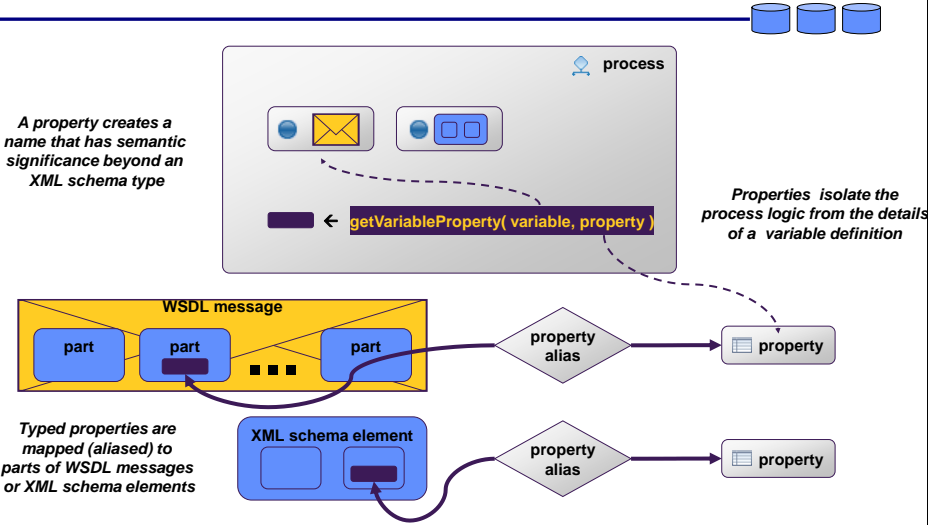 process
A property creates a
name that has semantic
significance beyond an
XML schema type
Properties  isolate the
process logic from the details
of a  variable definition
getVariableProperty( variable, property )
WSDL message
part
part
part
property
alias
property
Typed properties are
mapped (aliased) to
parts of WSDL messages
or XML schema elements
XML schema element
property
alias
property